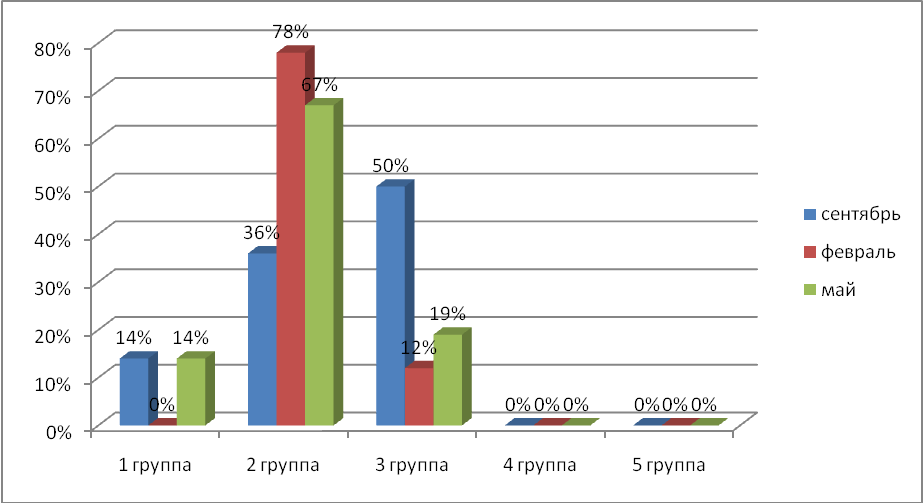 80%
70%
60%
50%
40%
30%
20%
10%
0%
14%
0%
14%
36%
78%
67%
50%
12%
19%
0% 0% 0%
0% 0% 0%
1 группа
2 группа
3 группа
4 группа
5 группа
сентябрь
февраль
май